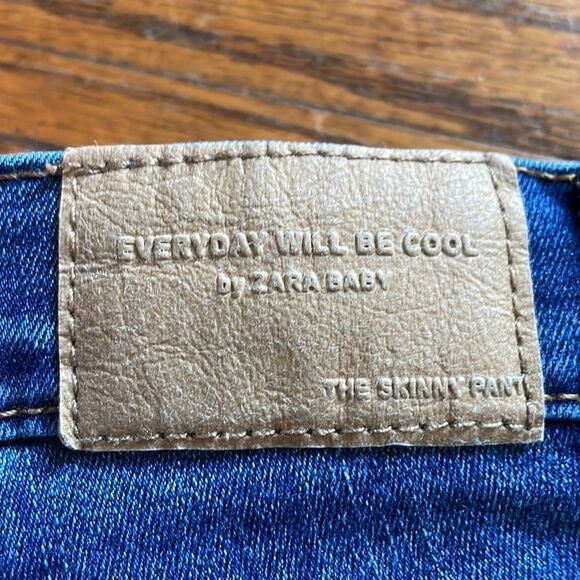 EVERYDAY WILL BE COOL
by ZARA BABY
THE SKINNY PANT